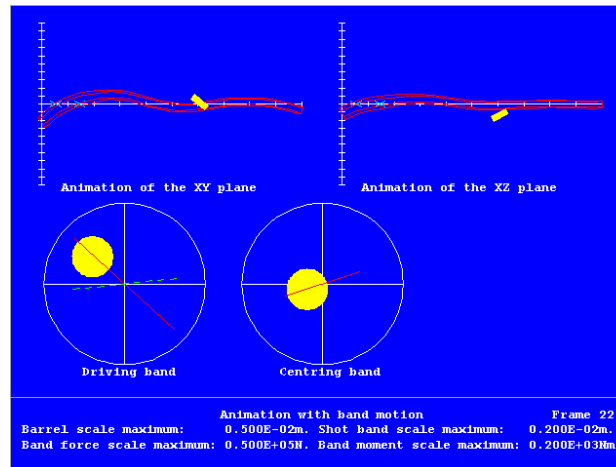 Animation of the XY plane Animation of the XZ plane
Driving band Centring band
Animation with band motion Frame 22
Barrel scale maximum: 0.500E-02m. Shot band scale maximum: 0.200E-02m.
Band force scale maximum: 0.500E+05N. Band moment scale maximum: 0.200E+03Nm